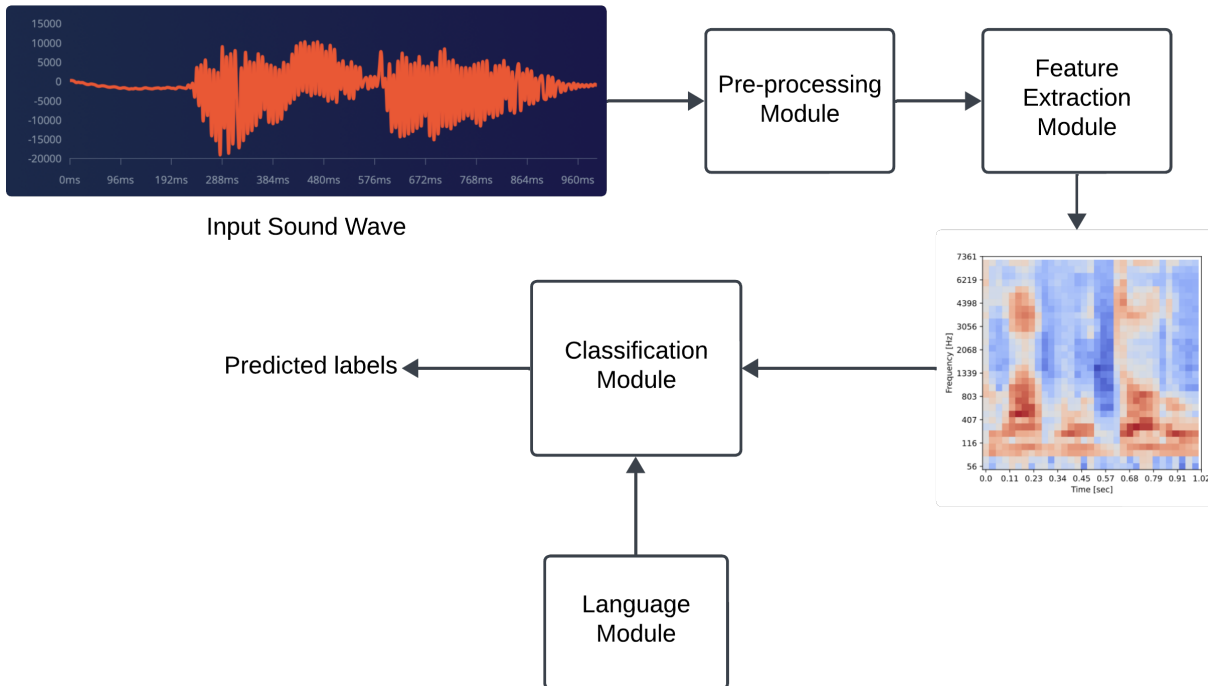 15000
10000
5000
0
-5000
-10000
-15000
-20000
0ms 96ms 192ms 288ms 384ms 480ms 576ms 672ms 768ms 864ms 960ms
Input Sound Wave
Pre-processing
Module
Feature
Extraction
Module
7361
6219
4398
3056
2068
1339
803
407
116
56
Frequency [Hz]
0.0 0.11 0.23 0.34 0.45 0.57 0.68 0.79 0.91 1.02
Time [sec]
Classification
Module
Predicted labels
Language
Module